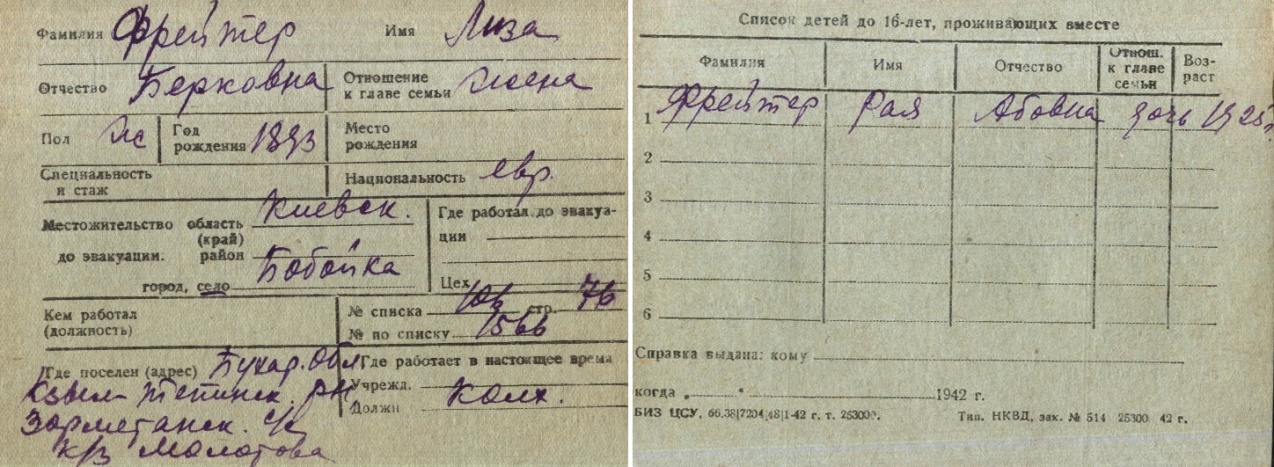 Фамилия Фрейтер Имя Лиза
Отчество Берковна Отношение к главе семьи жена
Пол ж Год рождения 1893 Место рождения
Специальность и стаж Национальность евр.
Местожительство до эвакуации. область (край) Киевск.
район
город, село Бобойка
Где работал до эвакуации
Цех
Кем работал (должность)
№ списка 106 стр. 76
№ по списку 1566
Где поселен (адрес) Бухар. Обл
Кзыл-Тепинск. РН
Зарметанск. с/с
к/з Молотова
Где работает в настоящее время
Учрежд.
Должн Колх.
Список детей до 16-лет, проживающих вместе
Фамилия Имя Отчество Отнош. к главе семьи Возраст
1 Фрейтер Рая Абовна дочь 1925г.
2
3
4
5
6
Справка выдана: кому
когда 1942 г.
БИЗ ЦСУ, 66.38|7204|48|1-42 г. т. 253000. Тип. НКВД, зак. № 514 25300 42 г.